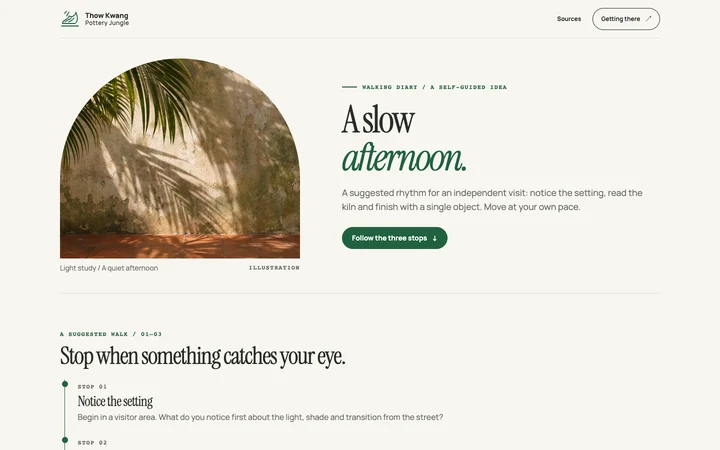 Thow Kwang
Pottery Jungle
Sources
Getting there ↗
WALKING DIARY / A SELF-GUIDED IDEA
A slow
afternoon.
A suggested rhythm for an independent visit: notice the setting, read the
kiln and finish with a single object. Move at your own pace.
Follow the three stops ↓
Light study / A quiet afternoon
ILLUSTRATION
A SUGGESTED WALK / 01—03
Stop when something catches your eye.
STOP 01
Notice the setting
Begin in a visitor area. What do you notice first about the light, shade and transition from the street?
STOP 02